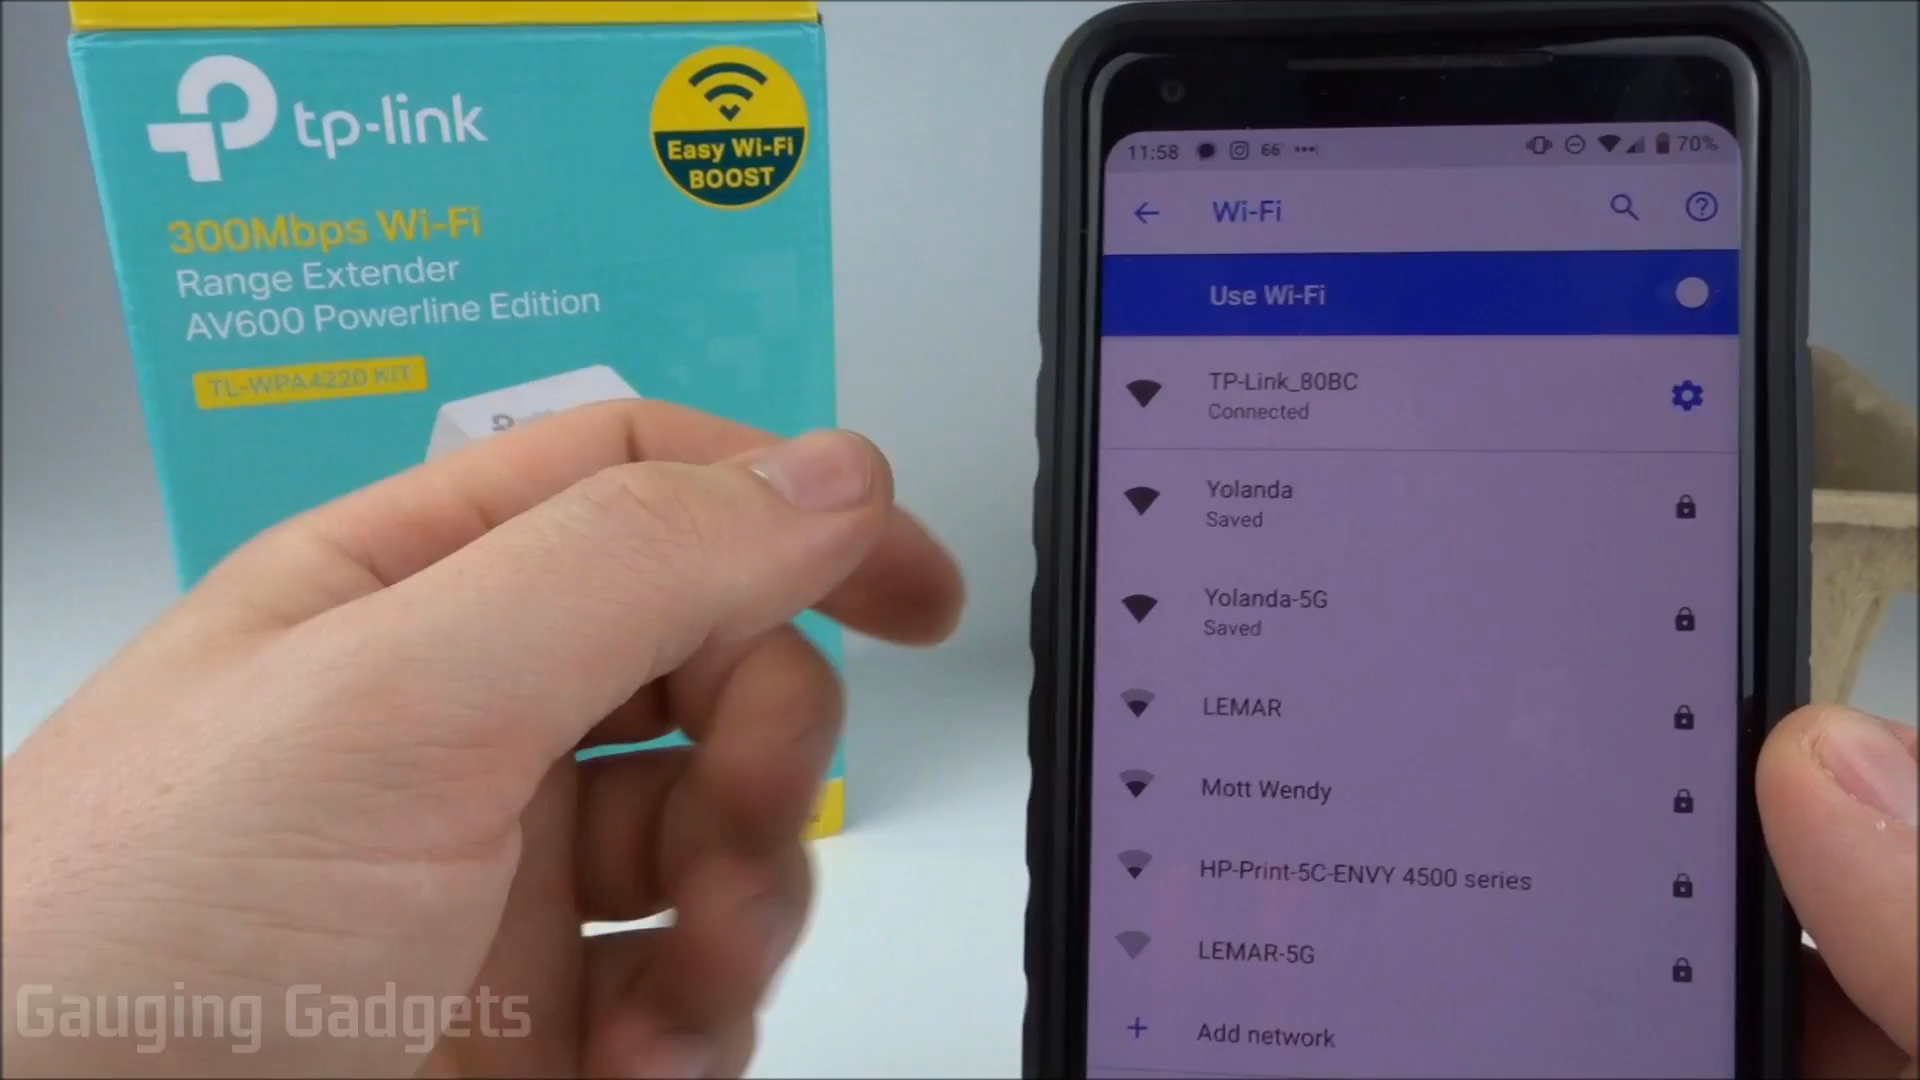 tp-link
Easy Wi-Fi
BOOST
300Mbps Wi-Fi
Range Extender
AV600 Powerline Edition
TL-WPA4220 KIT
11:58
66
70%
Wi-Fi
Use Wi-Fi
TP-Link_80BC
Connected
Yolanda
Saved
Yolanda-5G
Saved
LEMAR
Mott Wendy
HP-Print-5C-ENVY 4500 series
LEMAR-5G
Add network
Gauging Gadgets